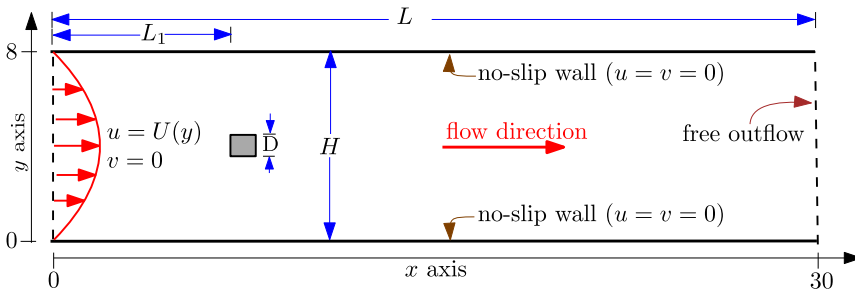 L
L₁
8
no-slip wall (u = v = 0)
u = U(y)
v = 0
D
H
flow direction
free outflow
y axis
no-slip wall (u = v = 0)
0
x axis
0
30